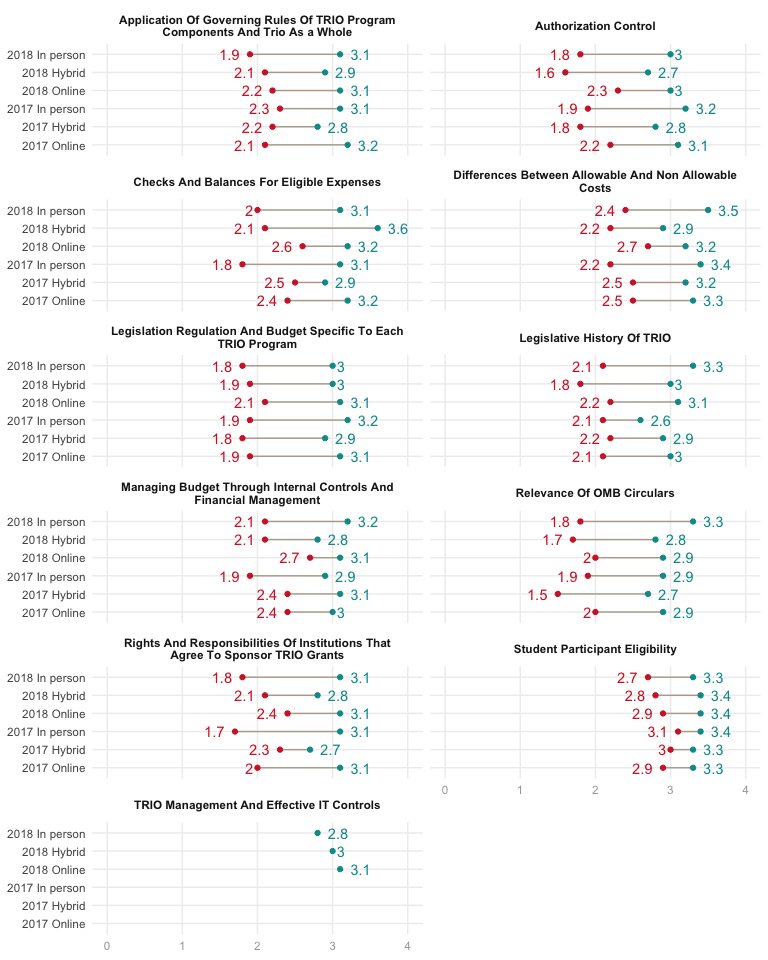 Application Of Governing Rules Of TRIO Program
Components And Trio As a Whole
Authorization Control
2018 In person 1.9 3.1 1.8 3
2018 Hybrid 2.1 2.9 1.6 2.7
2018 Online 2.2 3.1 2.3 3
2017 In person 2.3 3.1 1.9 3.2
2017 Hybrid 2.2 2.8 1.8 2.8
2017 Online 2.1 3.2 2.2 3.1
Checks And Balances For Eligible Expenses
Differences Between Allowable And Non Allowable
Costs
2018 In person 2 3.1 2.4 3.5
2018 Hybrid 2.1 3.6 2.2 2.9
2018 Online 2.6 3.2 2.7 3.2
2017 In person 1.8 3.1 2.2 3.4
2017 Hybrid 2.5 2.9 2.5 3.2
2017 Online 2.4 3.2 2.5 3.3
Legislation Regulation And Budget Specific To Each
TRIO Program
Legislative History Of TRIO
2018 In person 1.8 3 2.1 3.3
2018 Hybrid 1.9 3 1.8 3
2018 Online 2.1 3.1 2.2 3.1
2017 In person 1.9 3.2 2.1 2.6
2017 Hybrid 1.8 2.9 2.2 2.9
2017 Online 1.9 3.1 2.1 3
Managing Budget Through Internal Controls And
Financial Management
Relevance Of OMB Circulars
2018 In person 2.1 3.2 1.8 3.3
2018 Hybrid 2.1 2.8 1.7 2.8
2018 Online 2.7 3.1 2 2.9
2017 In person 1.9 2.9 1.9 2.9
2017 Hybrid 2.4 3.1 1.5 2.7
2017 Online 2.4 3 2 2.9
Rights And Responsibilities Of Institutions That
Agree To Sponsor TRIO Grants
Student Participant Eligibility
2018 In person 1.8 3.1 2.7 3.3
2018 Hybrid 2.1 2.8 2.8 3.4
2018 Online 2.4 3.1 2.9 3.4
2017 In person 1.7 3.1 3.1 3.4
2017 Hybrid 2.3 2.7 3 3.3
2017 Online 2 3.1 2.9 3.3
0 1 2 3 4
TRIO Management And Effective IT Controls
2018 In person 2.8
2018 Hybrid 3
2018 Online 3.1
2017 In person
2017 Hybrid
2017 Online
0 1 2 3 4